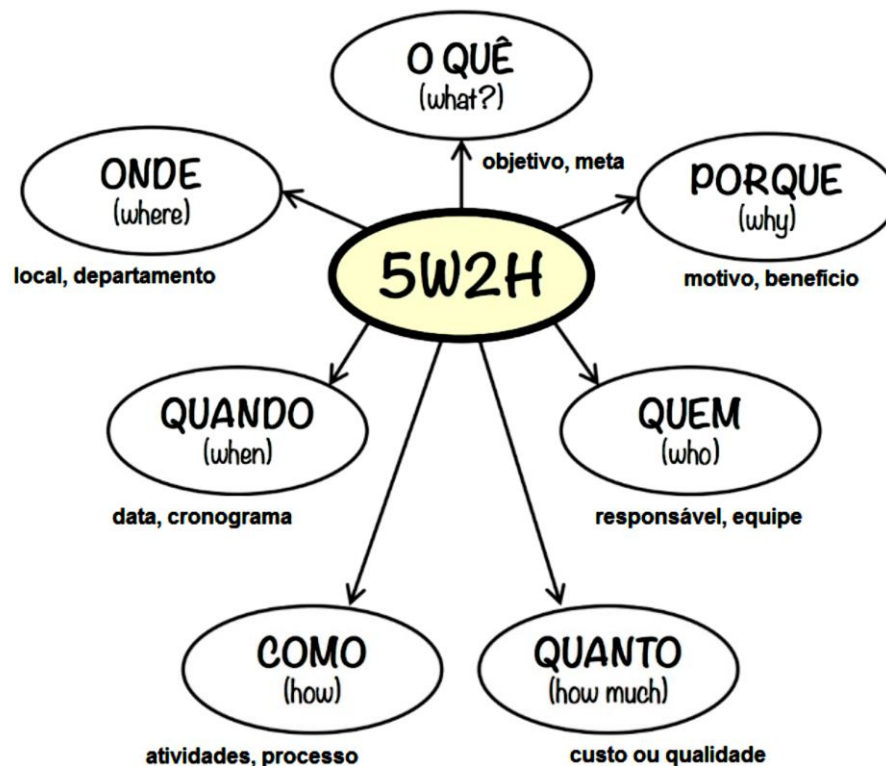 O QUÊ
(what?)
objetivo, meta
ONDE
(where)
local, departamento
PORQUE
(why)
motivo, benefício
5W2H
QUANDO
(when)
data, cronograma
QUEM
(who)
responsável, equipe
COMO
(how)
atividades, processo
QUANTO
(how much)
custo ou qualidade